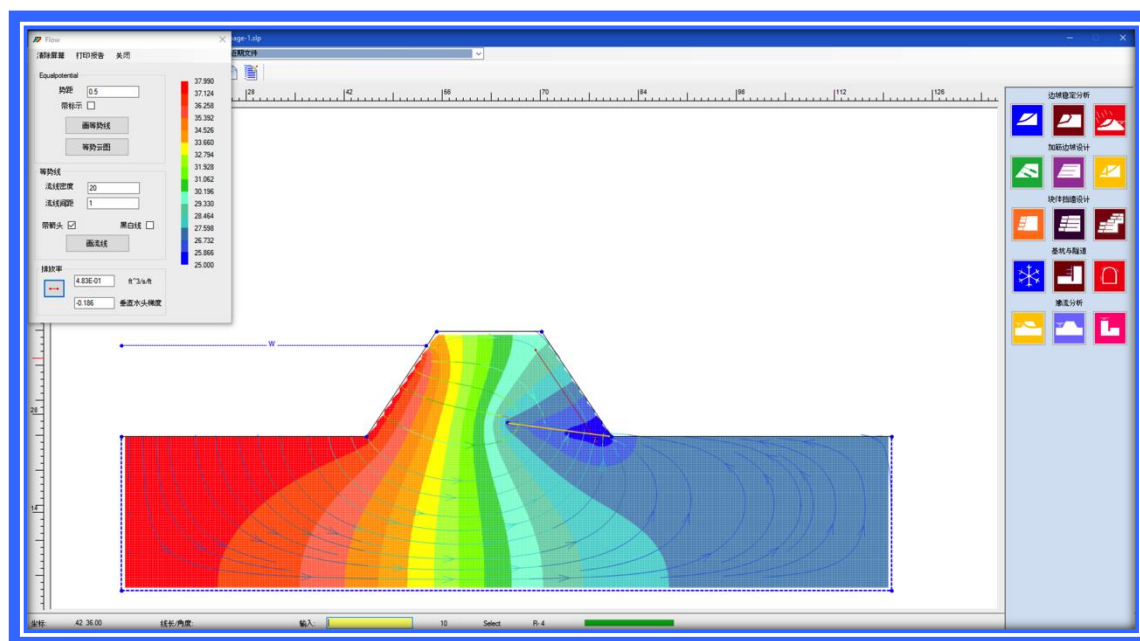 Flow
page-1.slp
清除屏幕 打印报告 关闭
近期文件
Equalpotential
势距 0.5
带标示
画等势线
等势云图
等势线
流线密度 20
流线间距 1
带箭头 黑白线
画流线
4.83E-01 ft^3/s/ft
-0.186 垂直水头梯度
37.990
37.124
36.258
35.392
34.526
33.660
32.794
31.928
31.062
30.196
29.330
28.464
27.598
26.732
25.866
25.000
28 42 56 70 84 98 112 126
28
14
W
边坡稳定分析
加筋边坡设计
块体挡墙设计
基坑与隧道
渗流分析
坐标: 42 36.00 线长/角度: 输入: 10 Select R- 4